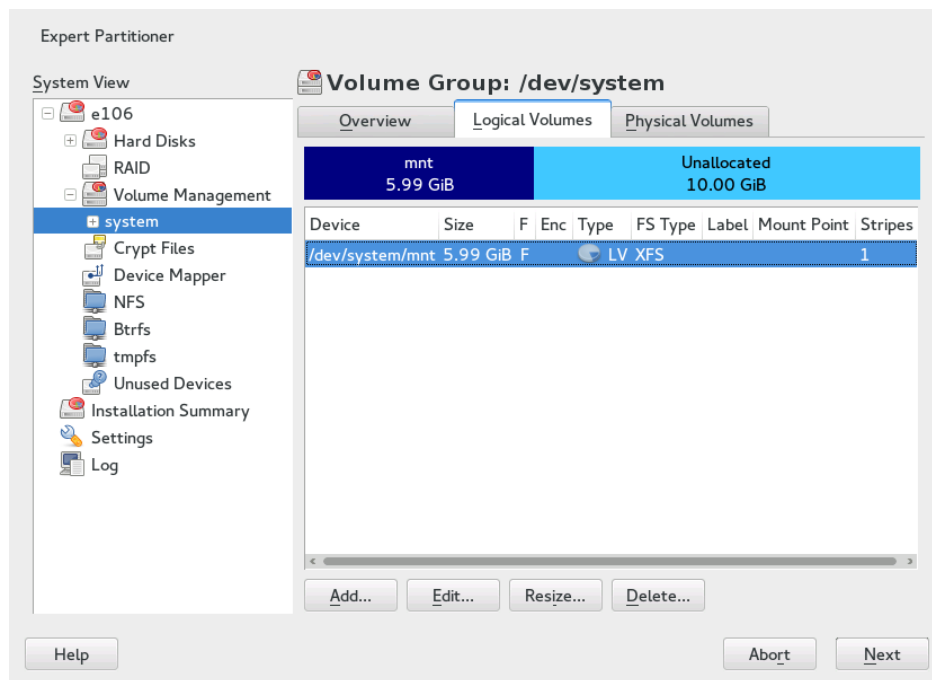 Expert Partitioner
System View
e106
Hard Disks
RAID
Volume Management
system
Crypt Files
Device Mapper
NFS
Btrfs
tmpfs
Unused Devices
Installation Summary
Settings
Log
Volume Group: /dev/system
Overview Logical Volumes Physical Volumes
mnt Unallocated
5.99 GiB 10.00 GiB
Device Size F Enc Type FS Type Label Mount Point Stripes
/dev/system/mnt 5.99 GiB F LV XFS 1
Add... Edit... Resize... Delete...
Help Abort Next